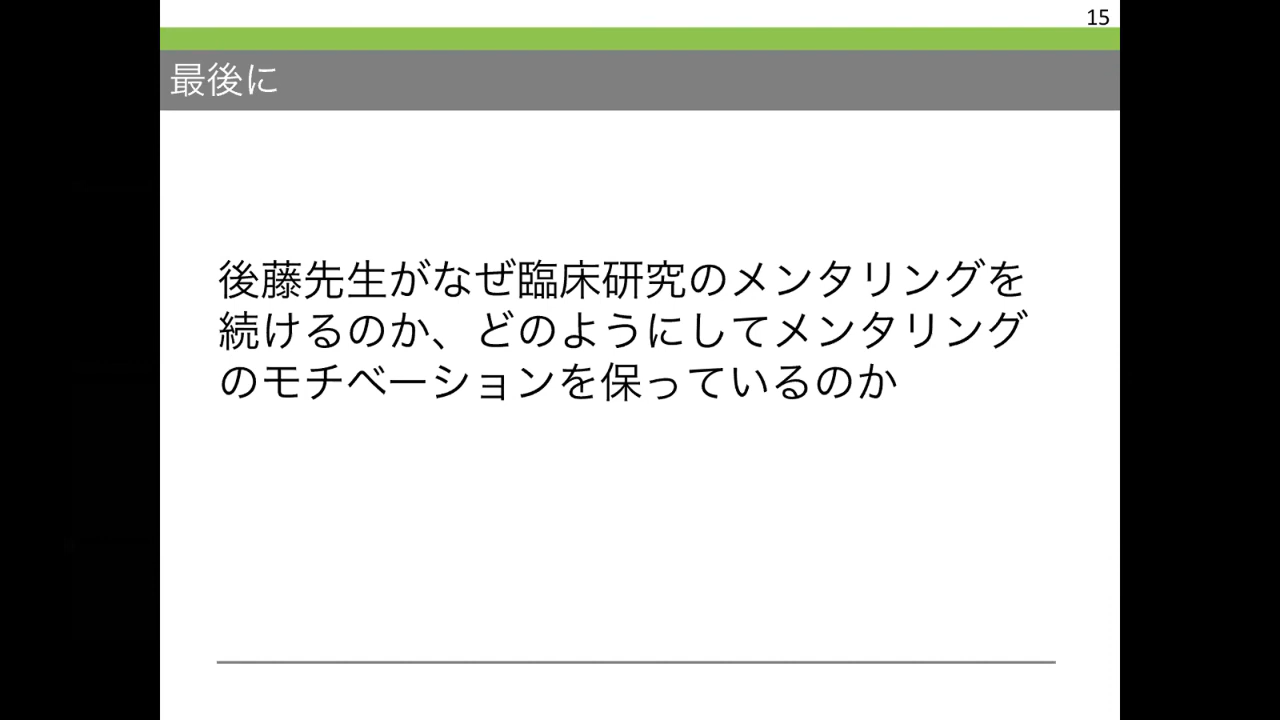 15
最後に
後藤先生がなぜ臨床研究のメンタリングを
続けるのか、どのようにしてメンタリング
のモチベーションを保っているのか